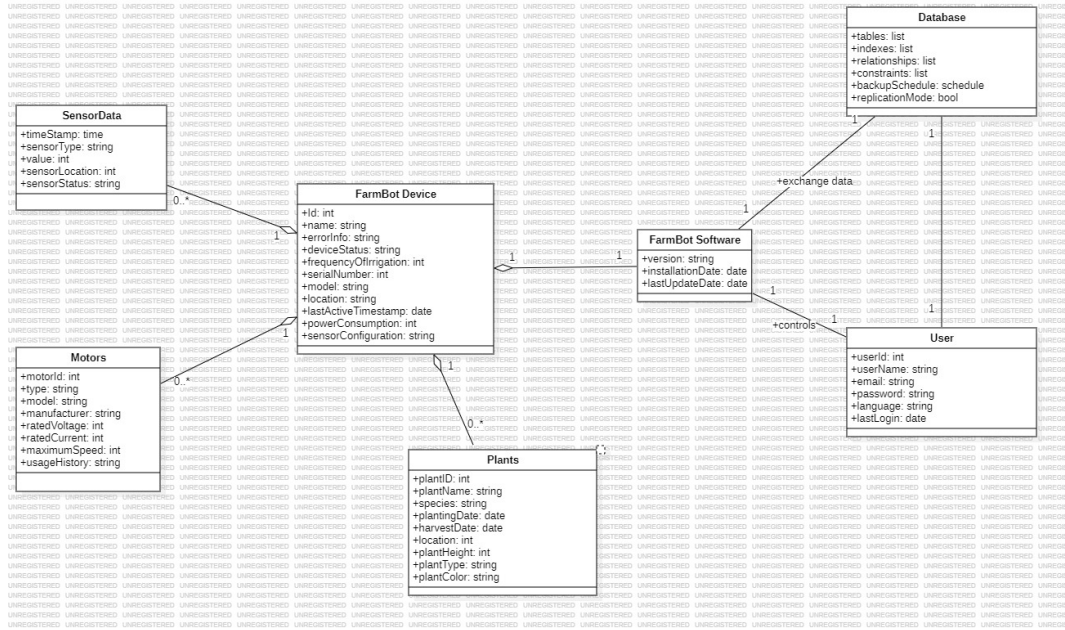 Database
+tables: list
+indexes: list
+relationships: list
+constraints: list
+backupSchedule: schedule
+replicationMode: bool
1
1
SensorData
+timeStamp: time
+sensorType: string
+value: int
+sensorLocation: int
+sensorStatus: string
0..*
1
FarmBot Device
+Id: int
+name: string
+errorInfo: string
+deviceStatus: string
+frequencyOfIrrigation: int
+serialNumber: int
+model: string
+location: string
+lastActiveTimestamp: date
+powerConsumption: int
+sensorConfiguration: string
+exchange data
1
1
1
FarmBot Software
+version: string
+installationDate: date
+lastUpdateDate: date
1
+controls
1
1
User
+userId: int
+userName: string
+email: string
+password: string
+language: string
+lastLogin: date
1
0..*
Motors
+motorId: int
+type: string
+model: string
+manufacturer: string
+ratedVoltage: int
+ratedCurrent: int
+maximumSpeed: int
+usageHistory: string
1
0..*
Plants
+plantID: int
+plantName: string
+species: string
+plantingDate: date
+harvestDate: date
+location: int
+plantHeight: int
+plantType: string
+plantColor: string
UNREGISTERED